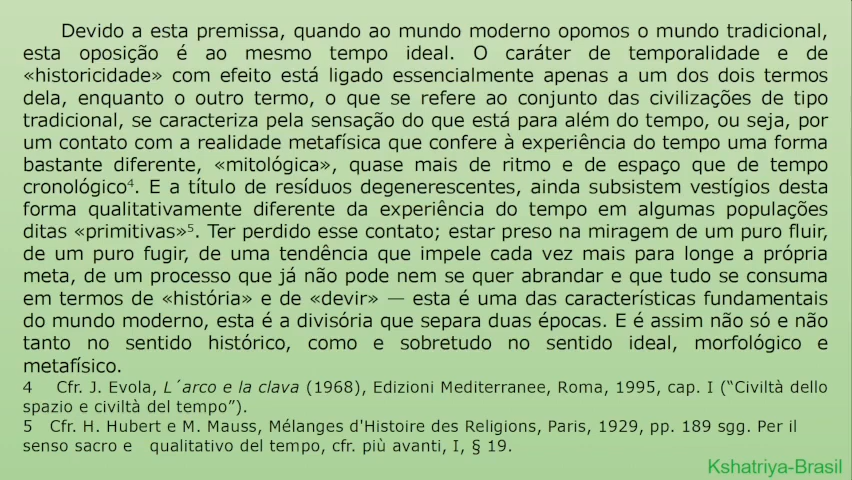 Devido a esta premissa, quando ao mundo moderno opomos o mundo tradicional,
esta oposição é ao mesmo tempo ideal. O caráter de temporalidade e de
«historicidade» com efeito está ligado essencialmente apenas a um dos dois termos
dela, enquanto o outro termo, o que se refere ao conjunto das civilizações de tipo
tradicional, se caracteriza pela sensação do que está para além do tempo, ou seja, por
um contato com a realidade metafísica que confere à experiência do tempo uma forma
bastante diferente, «mitológica», quase mais de ritmo e de espaço que de tempo
cronológico⁴. E a título de resíduos degenerescentes, ainda subsistem vestígios desta
forma qualitativamente diferente da experiência do tempo em algumas populações
ditas «primitivas»⁵. Ter perdido esse contato; estar preso na miragem de um puro fluir,
de um puro fugir, de uma tendência que impele cada vez mais para longe a própria
meta, de um processo que já não pode nem se quer abrandar e que tudo se consuma
em termos de «história» e de «devir» — esta é uma das características fundamentais
do mundo moderno, esta é a divisória que separa duas épocas. E é assim não só e não
tanto no sentido histórico, como e sobretudo no sentido ideal, morfológico e
metafísico.
4 Cfr. J. Evola, L´arco e la clava (1968), Edizioni Mediterranee, Roma, 1995, cap. I (“Civiltà dello
spazio e civiltà del tempo”).
5 Cfr. H. Hubert e M. Mauss, Mélanges d'Histoire des Religions, Paris, 1929, pp. 189 sgg. Per il
senso sacro e qualitativo del tempo, cfr. più avanti, I, § 19.
Kshatriya-Brasil